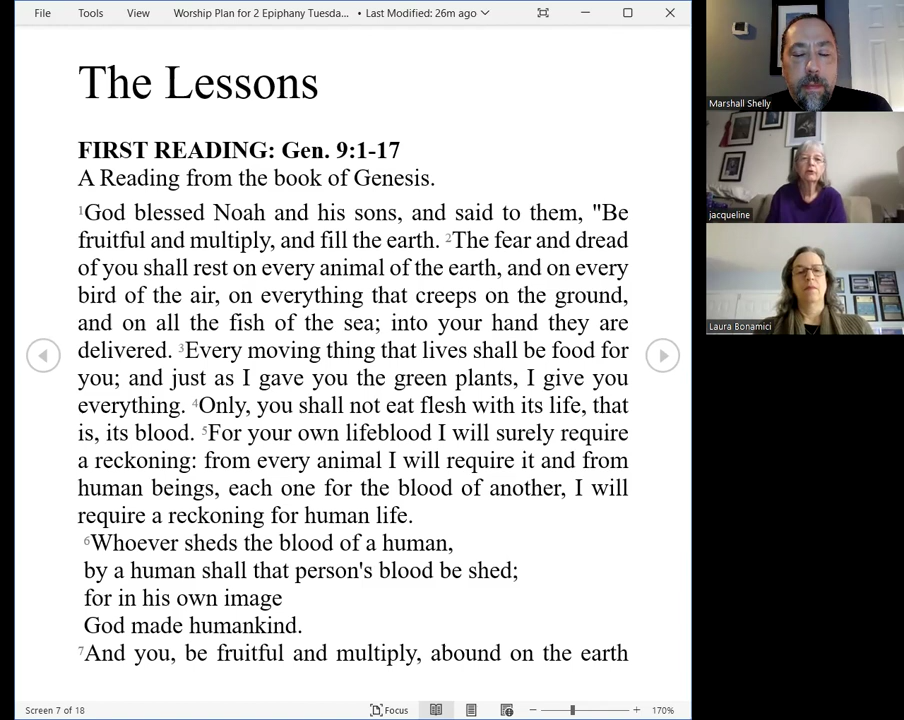 File Tools View Worship Plan for 2 Epiphany Tuesda... • Last Modified: 26m ago
The Lessons
FIRST READING: Gen. 9:1-17
A Reading from the book of Genesis.
1God blessed Noah and his sons, and said to them, "Be
fruitful and multiply, and fill the earth. 2The fear and dread
of you shall rest on every animal of the earth, and on every
bird of the air, on everything that creeps on the ground,
and on all the fish of the sea; into your hand they are
delivered. 3Every moving thing that lives shall be food for
you; and just as I gave you the green plants, I give you
everything. 4Only, you shall not eat flesh with its life, that
is, its blood. 5For your own lifeblood I will surely require
a reckoning: from every animal I will require it and from
human beings, each one for the blood of another, I will
require a reckoning for human life.
6Whoever sheds the blood of a human,
by a human shall that person's blood be shed;
for in his own image
God made humankind.
7And you, be fruitful and multiply, abound on the earth
Screen 7 of 18 Focus 170%
Marshall Shelly
jacqueline
Laura Bonamici